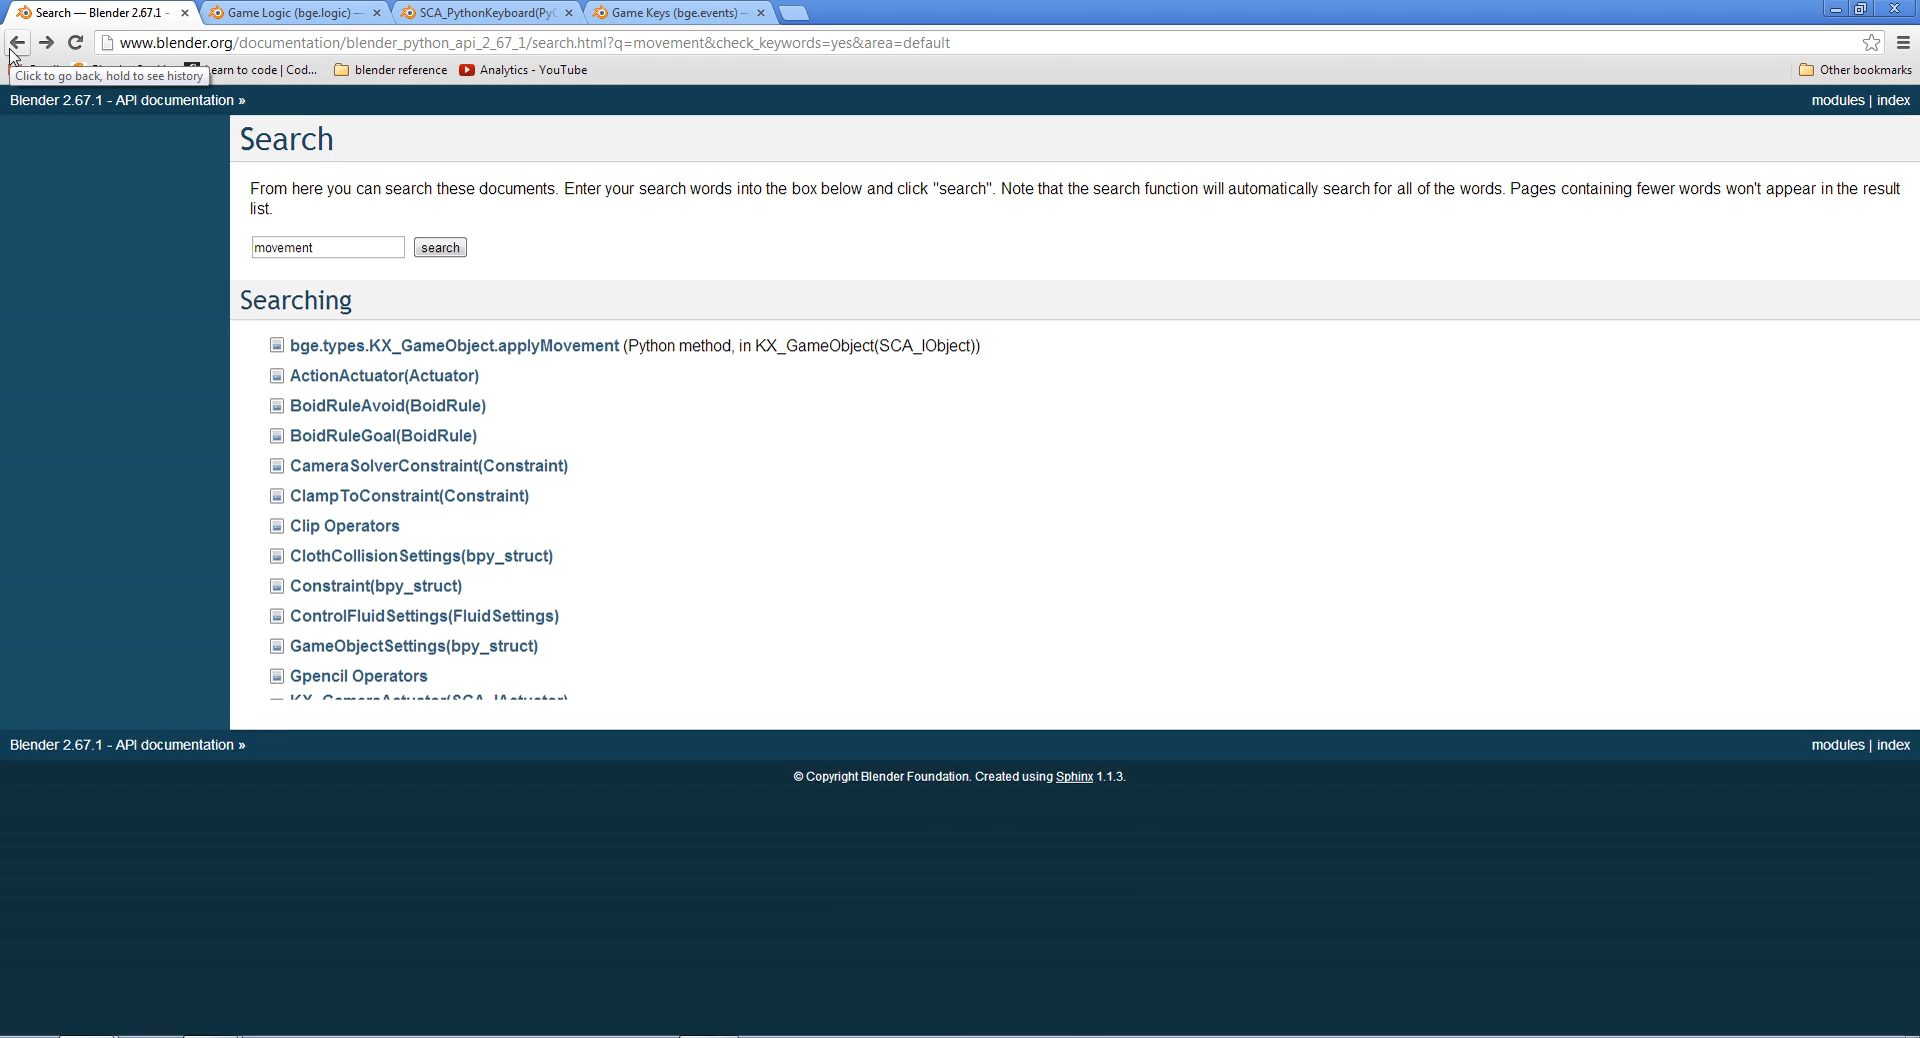 Search — Blender 2.67.1 -
Game Logic (bge.logic) —
SCA_PythonKeyboard(Py
Game Keys (bge.events) —
www.blender.org/documentation/blender_python_api_2_67_1/search.html?q=movement&check_keywords=yes&area=default
earn to code | Cod...
blender reference
Analytics - YouTube
Other bookmarks
Click to go back, hold to see history
Blender 2.67.1 - API documentation »
modules | index
Search
From here you can search these documents. Enter your search words into the box below and click "search". Note that the search function will automatically search for all of the words. Pages containing fewer words won't appear in the result
list.
movement
search
Searching
bge.types.KX_GameObject.applyMovement (Python method, in KX_GameObject(SCA_IObject))
ActionActuator(Actuator)
BoidRuleAvoid(BoidRule)
BoidRuleGoal(BoidRule)
CameraSolverConstraint(Constraint)
ClampToConstraint(Constraint)
Clip Operators
ClothCollisionSettings(bpy_struct)
Constraint(bpy_struct)
ControlFluidSettings(FluidSettings)
GameObjectSettings(bpy_struct)
Gpencil Operators
KX_CameraActuator(SCA_IActuator)
Blender 2.67.1 - API documentation »
modules | index
© Copyright Blender Foundation. Created using Sphinx 1.1.3.